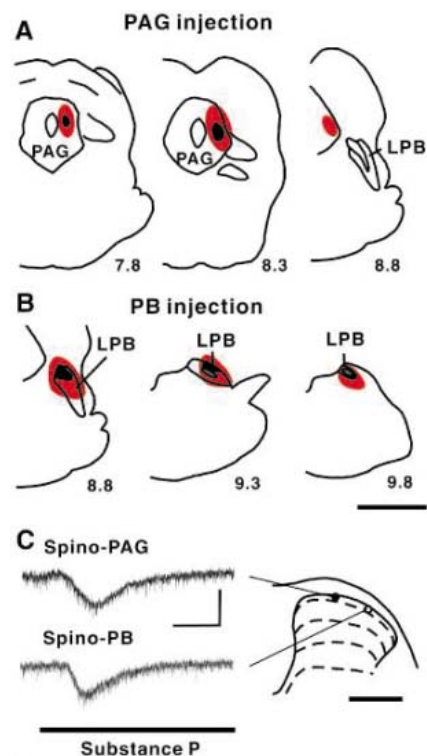 A
PAG injection
PAG
PAG
LPB
7.8
8.3
8.8
B
PB injection
LPB
LPB
LPB
8.8
9.3
9.8
C
Spino-PAG
Spino-PB
Substance P